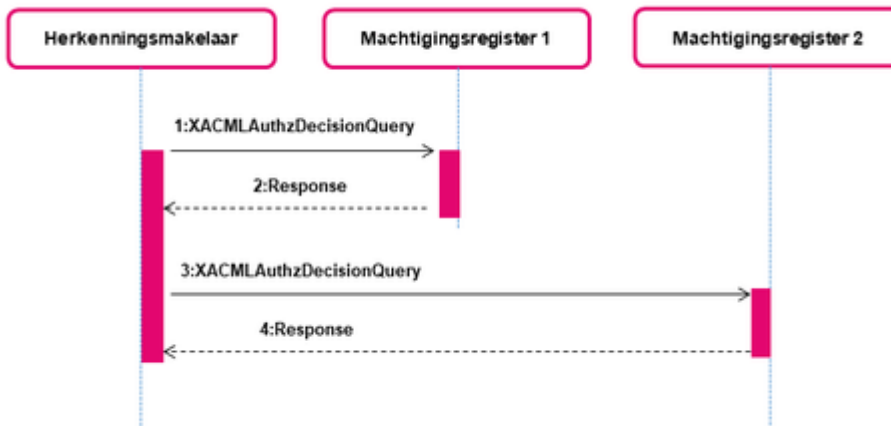 Herkenningsmakelaar
Machtigingsregister 1
Machtigingsregister 2
1:XACMLAuthzDecisionQuery
2:Response
3:XACMLAuthzDecisionQuery
4:Response